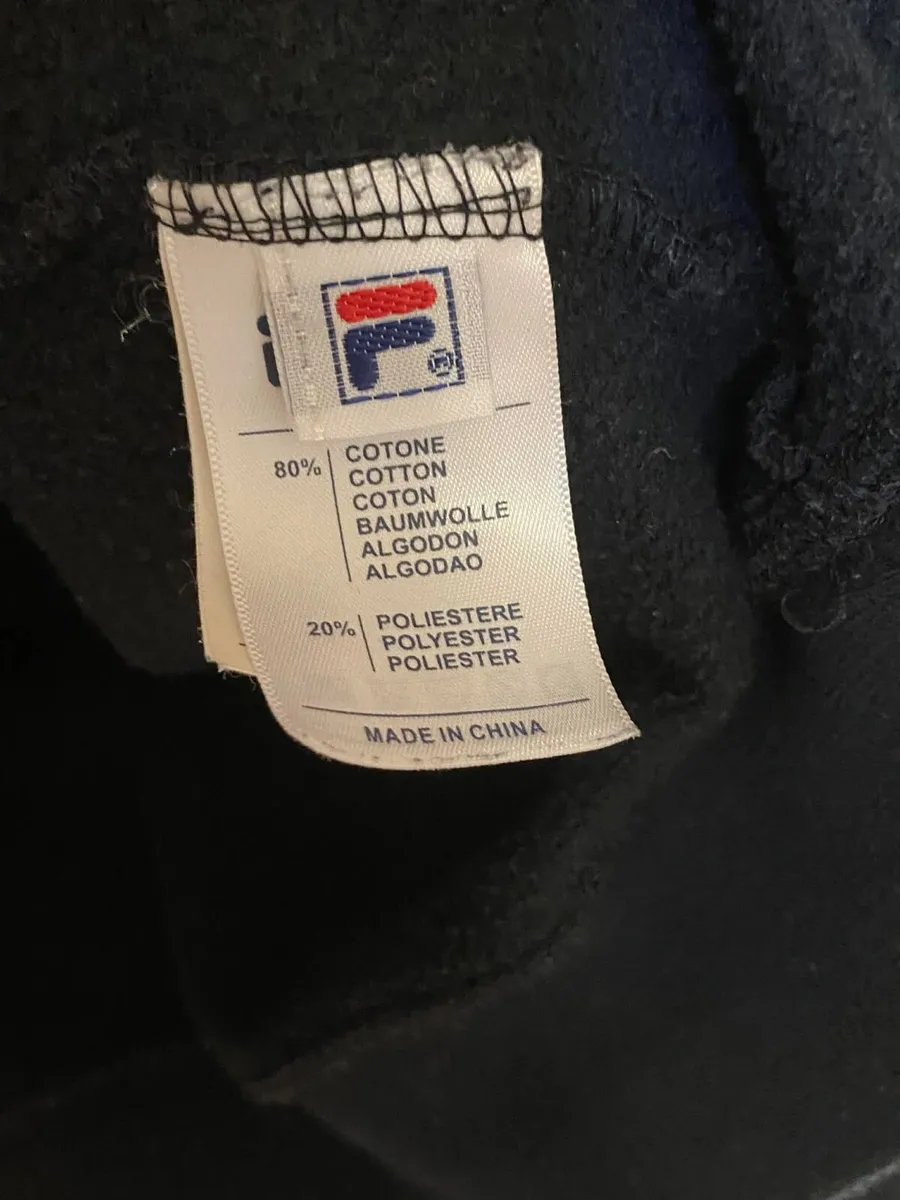 F
®
80%
COTONE
COTTON
COTON
BAUMWOLLE
ALGODON
ALGODAO
20%
POLIESTERE
POLYESTER
POLIESTER
MADE IN CHINA